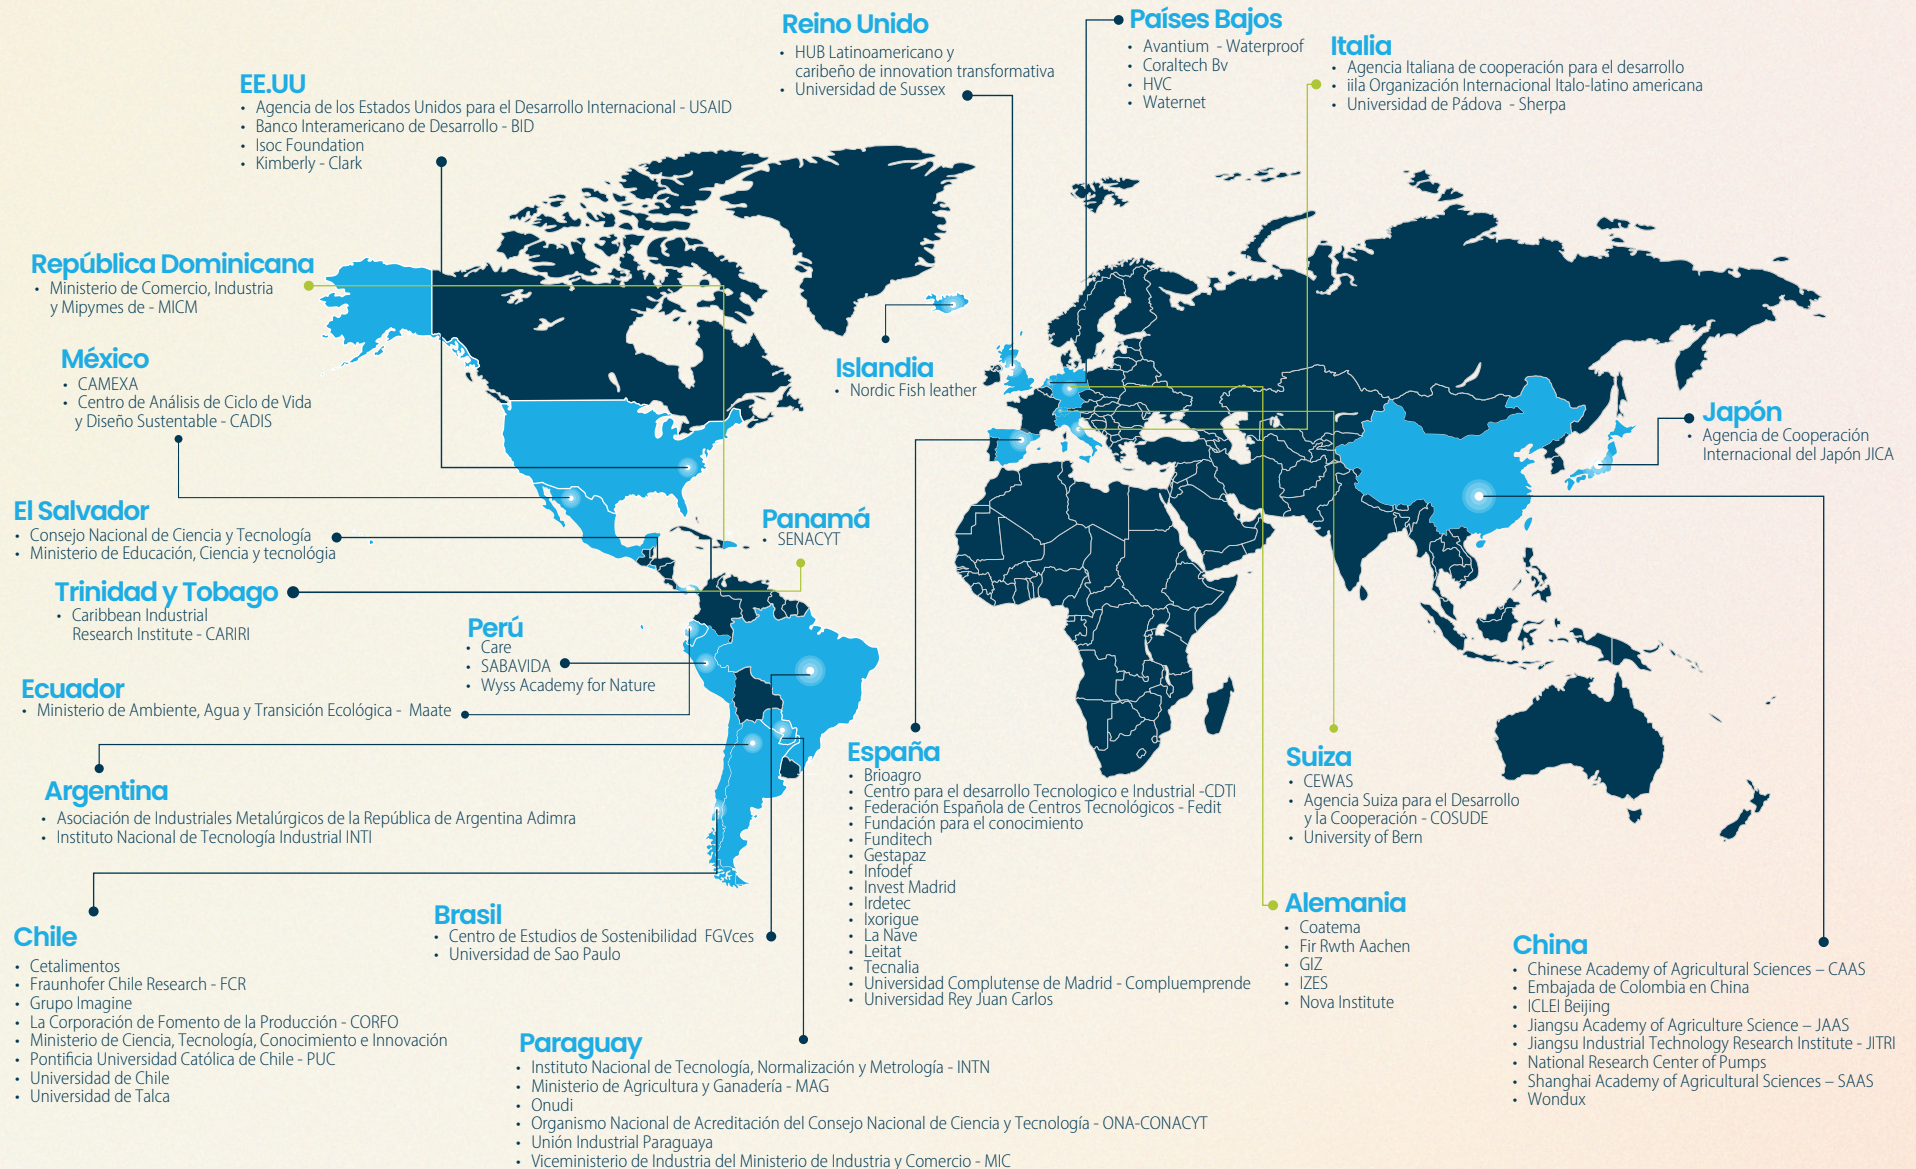 Reino Unido
• HUB Latinoamericano y
caribeño de innovation transformativa
• Universidad de Sussex
Países Bajos
• Avantium - Waterproof
• Coraltech Bv
• HVC
• Waternet
Italia
• Agencia Italiana de cooperación para el desarrollo
• iila Organización Internacional Italo-latino americana
• Universidad de Pádova - Sherpa
EE.UU
• Agencia de los Estados Unidos para el Desarrollo Internacional - USAID
• Banco Interamericano de Desarrollo - BID
• Isoc Foundation
• Kimberly - Clark
República Dominicana
• Ministerio de Comercio, Industria
y Mipymes de - MICM
México
• CAMEXA
• Centro de Análisis de Ciclo de Vida
y Diseño Sustentable - CADIS
Islandia
• Nordic Fish leather
Japón
• Agencia de Cooperación
Internacional del Japón JICA
El Salvador
• Consejo Nacional de Ciencia y Tecnología
• Ministerio de Educación, Ciencia y tecnológia
Panamá
• SENACYT
Trinidad y Tobago
• Caribbean Industrial
Research Institute - CARIRI
Perú
• Care
• SABAVIDA
• Wyss Academy for Nature
Ecuador
• Ministerio de Ambiente, Agua y Transición Ecológica - Maate
Argentina
• Asociación de Industriales Metalúrgicos de la República de Argentina Adimra
• Instituto Nacional de Tecnología Industrial INTI
España
• Brioagro
• Centro para el desarrollo Tecnologico e Industrial -CDTI
• Federación Española de Centros Tecnológicos - Fedit
• Fundación para el conocimiento
• Funditech
• Gestapaz
• Infodef
• Invest Madrid
• Irdetec
• Ixorigue
• La Nave
• Leitat
• Tecnalia
• Universidad Complutense de Madrid - Compluemprende
• Universidad Rey Juan Carlos
Suiza
• CEWAS
• Agencia Suiza para el Desarrollo
y la Cooperación - COSUDE
• University of Bern
Alemania
• Coatema
• Fir Rwth Aachen
• GIZ
• IZES
• Nova Institute
Brasil
• Centro de Estudios de Sostenibilidad FGVces
• Universidad de Sao Paulo
Chile
• Cetalimentos
• Fraunhofer Chile Research - FCR
• Grupo Imagine
• La Corporación de Fomento de la Producción - CORFO
• Ministerio de Ciencia, Tecnología, Conocimiento e Innovación
• Pontificia Universidad Católica de Chile - PUC
• Universidad de Chile
• Universidad de Talca
China
• Chinese Academy of Agricultural Sciences – CAAS
• Embajada de Colombia en China
• ICLEI Beijing
• Jiangsu Academy of Agriculture Science – JAAS
• Jiangsu Industrial Technology Research Institute - JITRI
• National Research Center of Pumps
• Shanghai Academy of Agricultural Sciences – SAAS
• Wondux
Paraguay
• Instituto Nacional de Tecnología, Normalización y Metrología - INTN
• Ministerio de Agricultura y Ganadería - MAG
• Onudi
• Organismo Nacional de Acreditación del Consejo Nacional de Ciencia y Tecnología - ONA-CONACYT
• Unión Industrial Paraguaya
• Viceministerio de Industria del Ministerio de Industria y Comercio - MIC